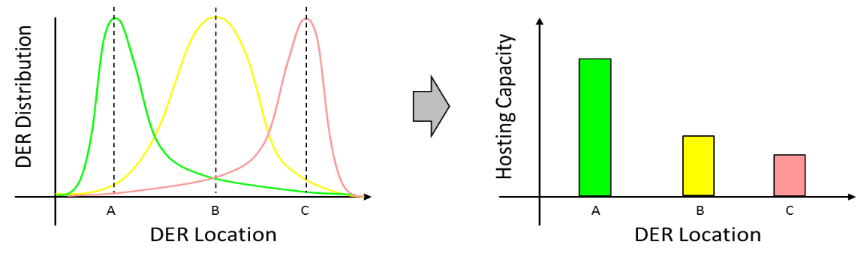 DER Distribution
A B C
DER Location
Hosting Capacity
A B C
DER Location